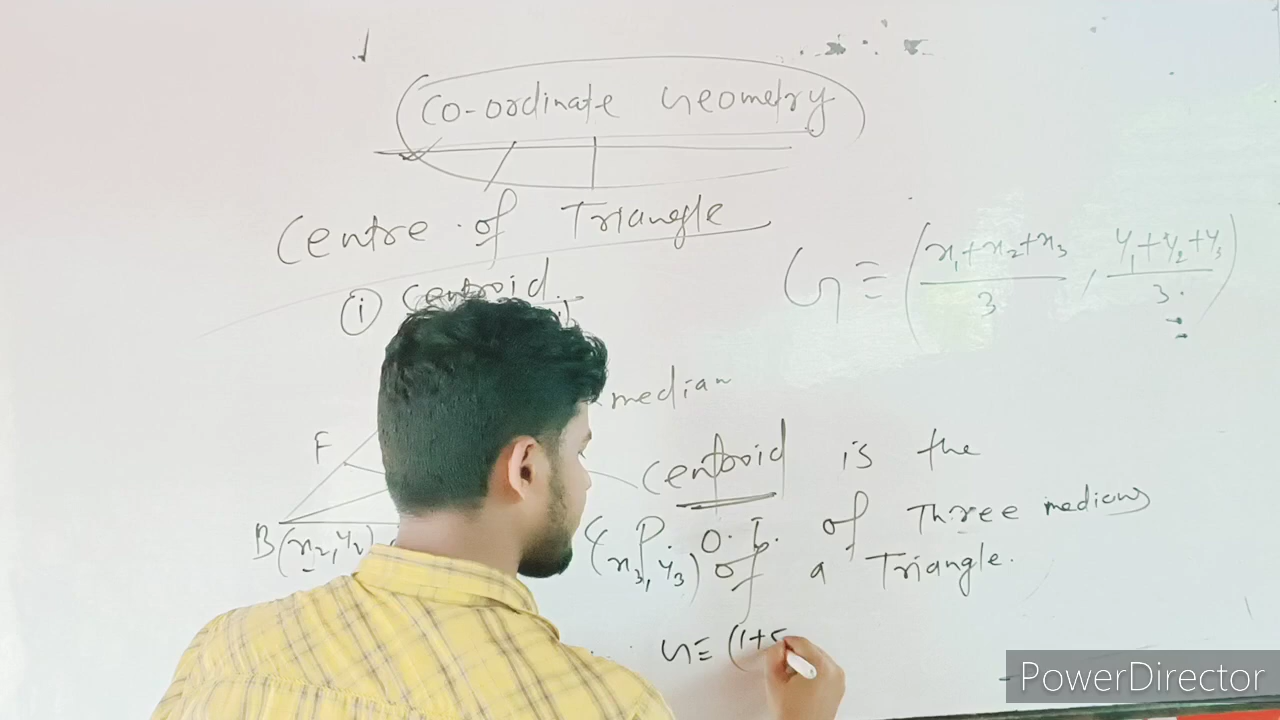 Co-ordinate Geometry
Centre of Triangle
(i) Centroid
G ≡ (x₁+x₂+x₃/3, y₁+y₂+y₃/3)
median
F
Centroid is the
P.O.I. of Three medians
of a Triangle.
B(x₂,y₂)
C(x₃,y₃)
G ≡ (1+5
PowerDirector